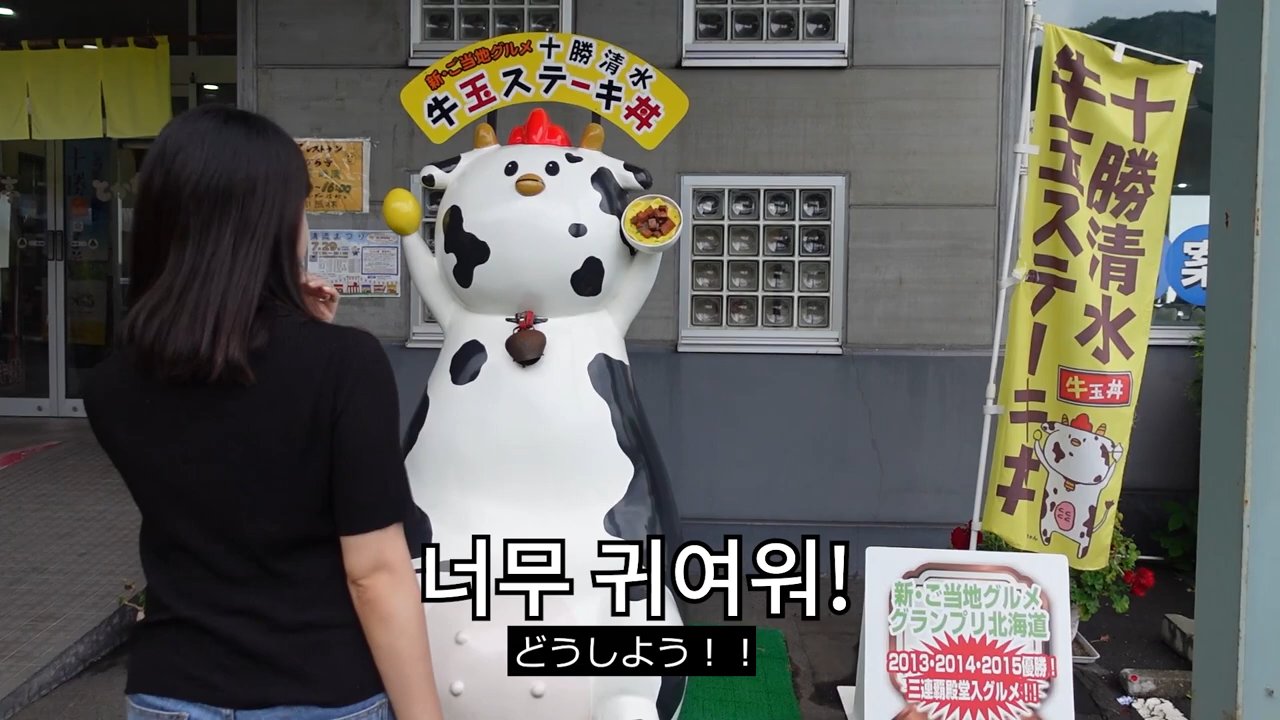 新・ご当地グルメ 十勝清水
牛玉ステーキ丼
十勝清水
牛玉ステーキ
牛玉丼
案
7.29
너무 귀여워!
どうしよう！！
新・ご当地グルメ
グランプリ北海道
2013・2014・2015優勝！
三連覇殿堂入グルメ!!!